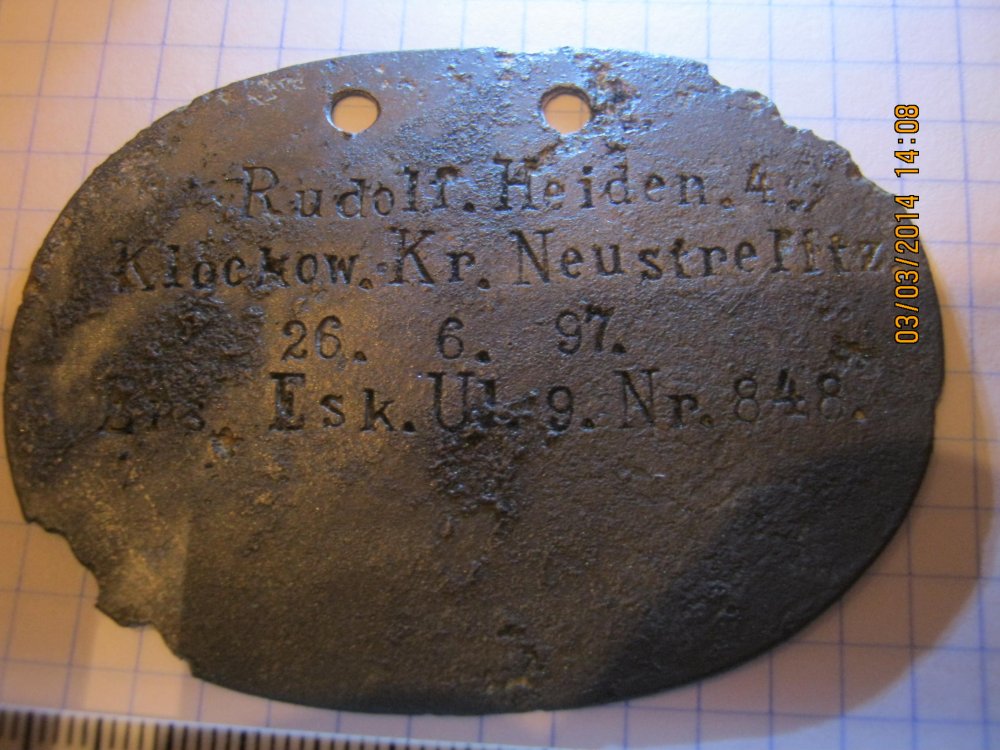 Rudolf. Heiden. 4.
Klockow. Kr. Neustrelitz
26. 6. 97.
Ers. Esk. Ul. 9. Nr. 848.
03/03/2014 14:08